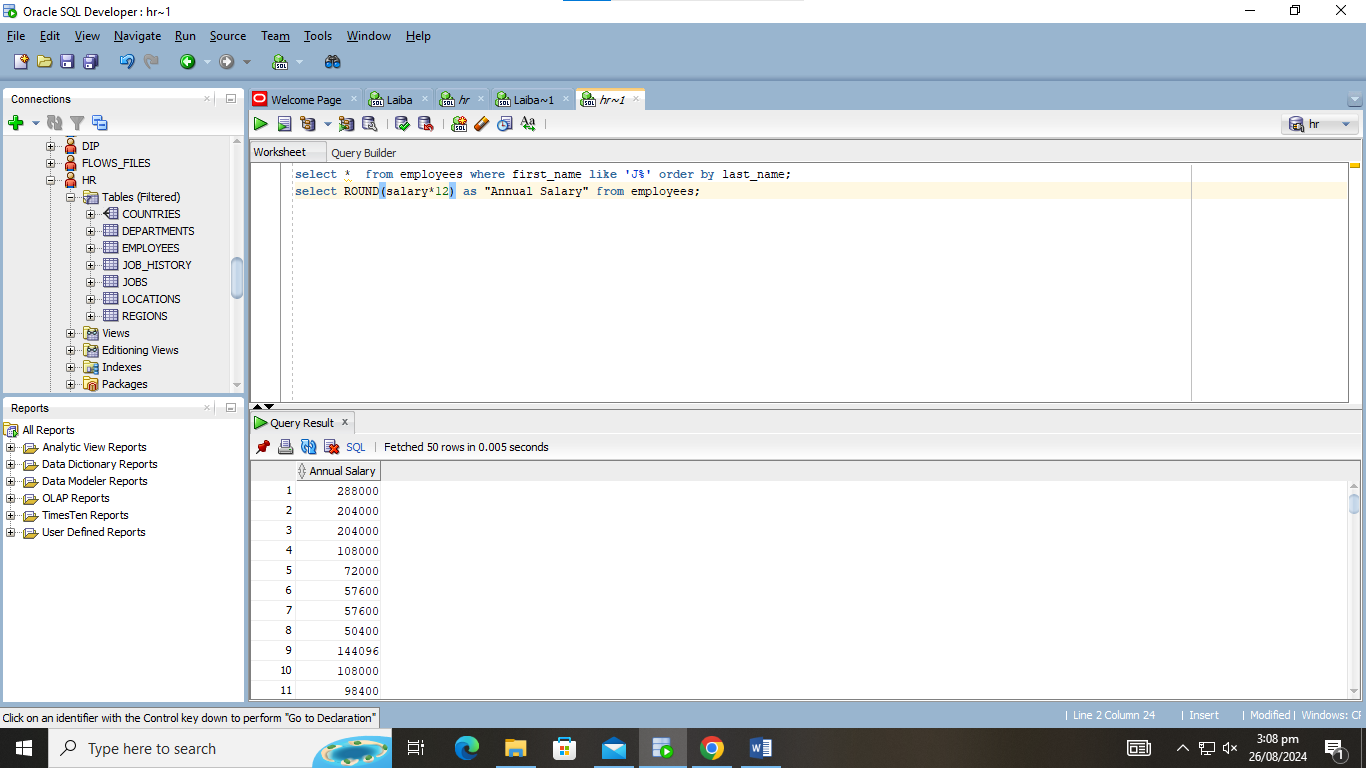 Oracle SQL Developer : hr~1
File Edit View Navigate Run Source Team Tools Window Help
Connections
DIP
FLOWS_FILES
HR
Tables (Filtered)
COUNTRIES
DEPARTMENTS
EMPLOYEES
JOB_HISTORY
JOBS
LOCATIONS
REGIONS
Views
Editioning Views
Indexes
Packages
Reports
All Reports
Analytic View Reports
Data Dictionary Reports
Data Modeler Reports
OLAP Reports
TimesTen Reports
User Defined Reports
Welcome Page Laiba hr Laiba~1 hr~1
hr
Worksheet Query Builder
select *  from employees where first_name like 'J%' order by last_name;
select ROUND(salary*12) as "Annual Salary" from employees;
Query Result
SQL | Fetched 50 rows in 0.005 seconds
Annual Salary
1 288000
2 204000
3 204000
4 108000
5 72000
6 57600
7 57600
8 50400
9 144096
10 108000
11 98400
Click on an identifier with the Control key down to perform "Go to Declaration"
| Line 2 Column 24 | Insert | Modified | Windows: CF
Type here to search
3:08 pm
26/08/2024
1